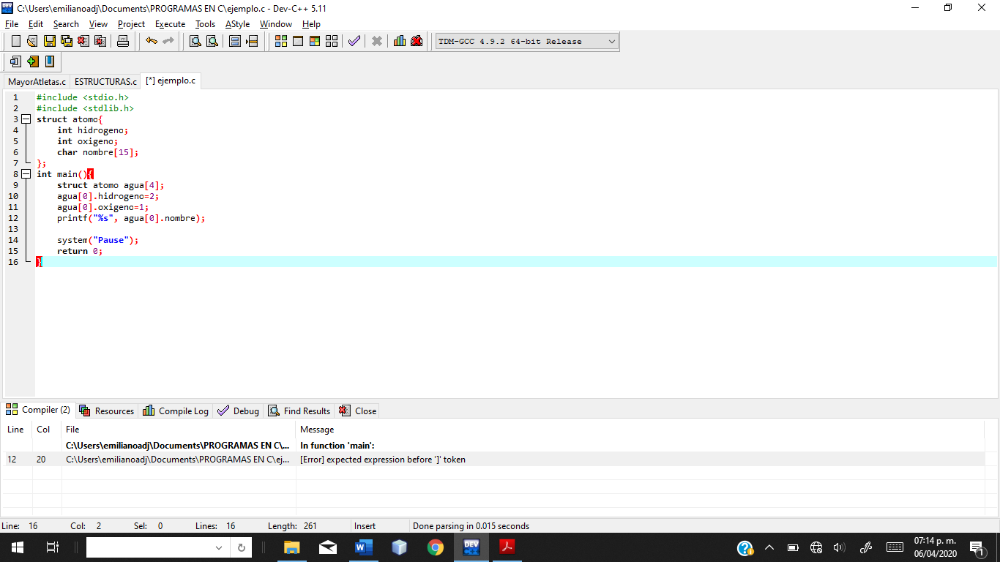 C:\Users\emilianoadj\Documents\PROGRAMAS EN C\ejemplo.c - Dev-C++ 5.11
File Edit Search View Project Execute Tools AStyle Window Help
TDM-GCC 4.9.2 64-bit Release
MayorAtletas.c ESTRUCTURAS.c [*] ejemplo.c
1 #include <stdio.h>
2 #include <stdlib.h>
3 struct atomo{
4 int hidrogeno;
5 int oxigeno;
6 char nombre[15];
7 };
8 int main(){
9 struct atomo agua[4];
10 agua[0].hidrogeno=2;
11 agua[0].oxigeno=1;
12 printf("%s", agua[0].nombre);
13
14 system("Pause");
15 return 0;
16 }
Compiler (2) Resources Compile Log Debug Find Results Close
Line Col File Message
C:\Users\emilianoadj\Documents\PROGRAMAS EN C\... In function 'main':
12 20 C:\Users\emilianoadj\Documents\PROGRAMAS EN C\ej... [Error] expected expression before ']' token
Line: 16 Col: 2 Sel: 0 Lines: 16 Length: 261 Insert Done parsing in 0.015 seconds
DEV
07:14 p. m.
06/04/2020
1